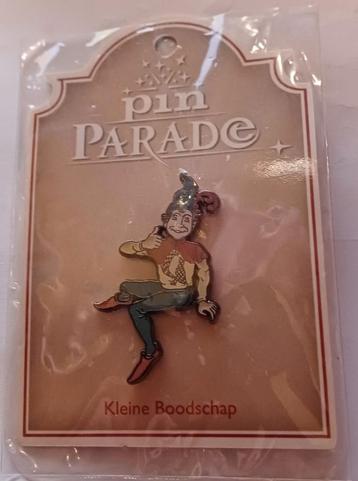 pin
PARADe
Kleine Boodschap